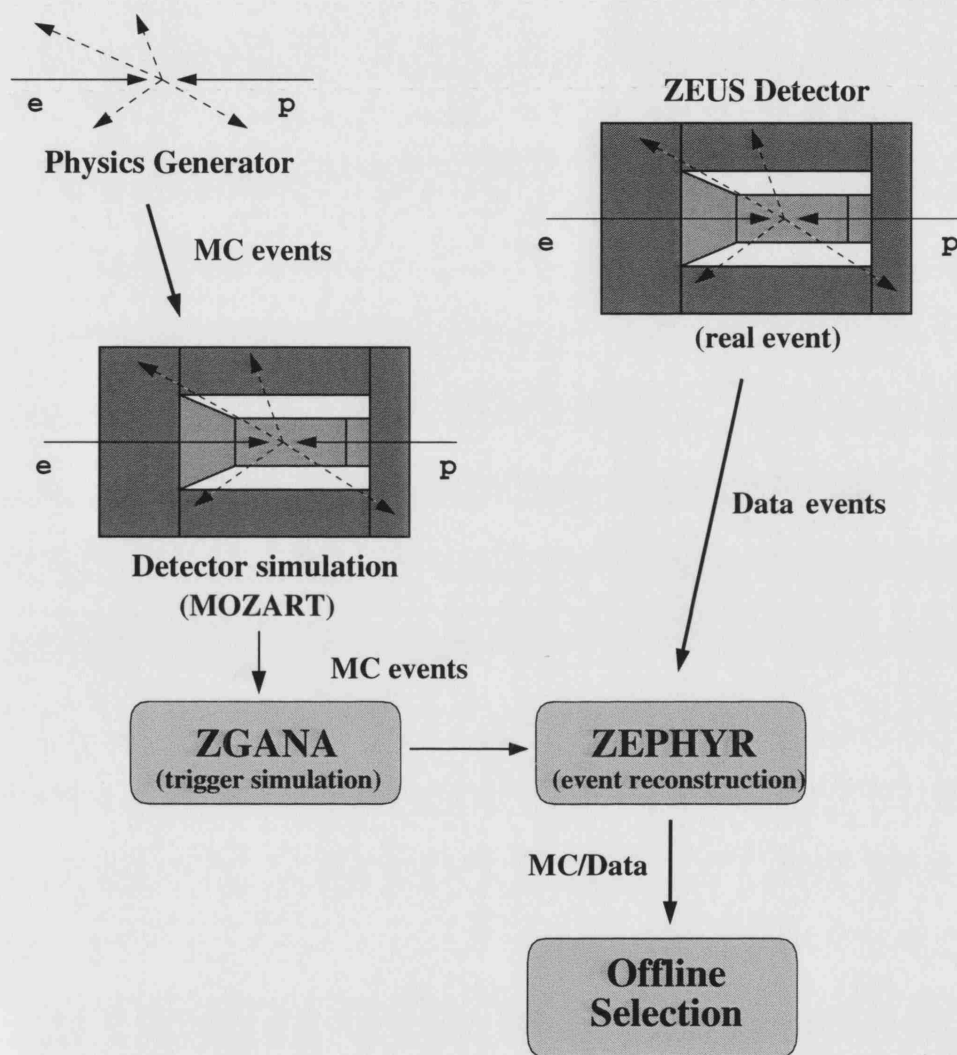 e
p
Physics Generator
MC events
ZEUS Detector
e
p
(real event)
e
p
Detector simulation
(MOZART)
Data events
MC events
ZGANA
(trigger simulation)
ZEPHYR
(event reconstruction)
MC/Data
Offline
Selection